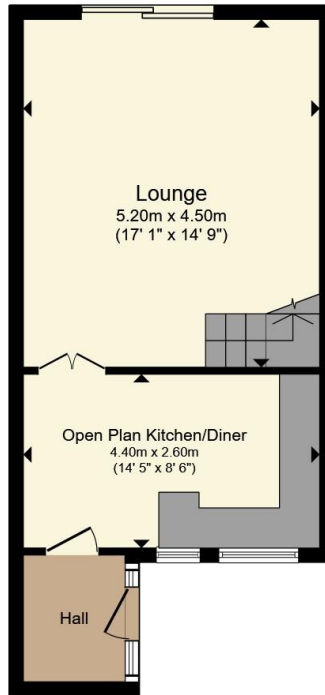 Lounge
5.20m x 4.50m
(17' 1" x 14' 9")
Open Plan Kitchen/Diner
4.40m x 2.60m
(14' 5" x 8' 6")
Hall